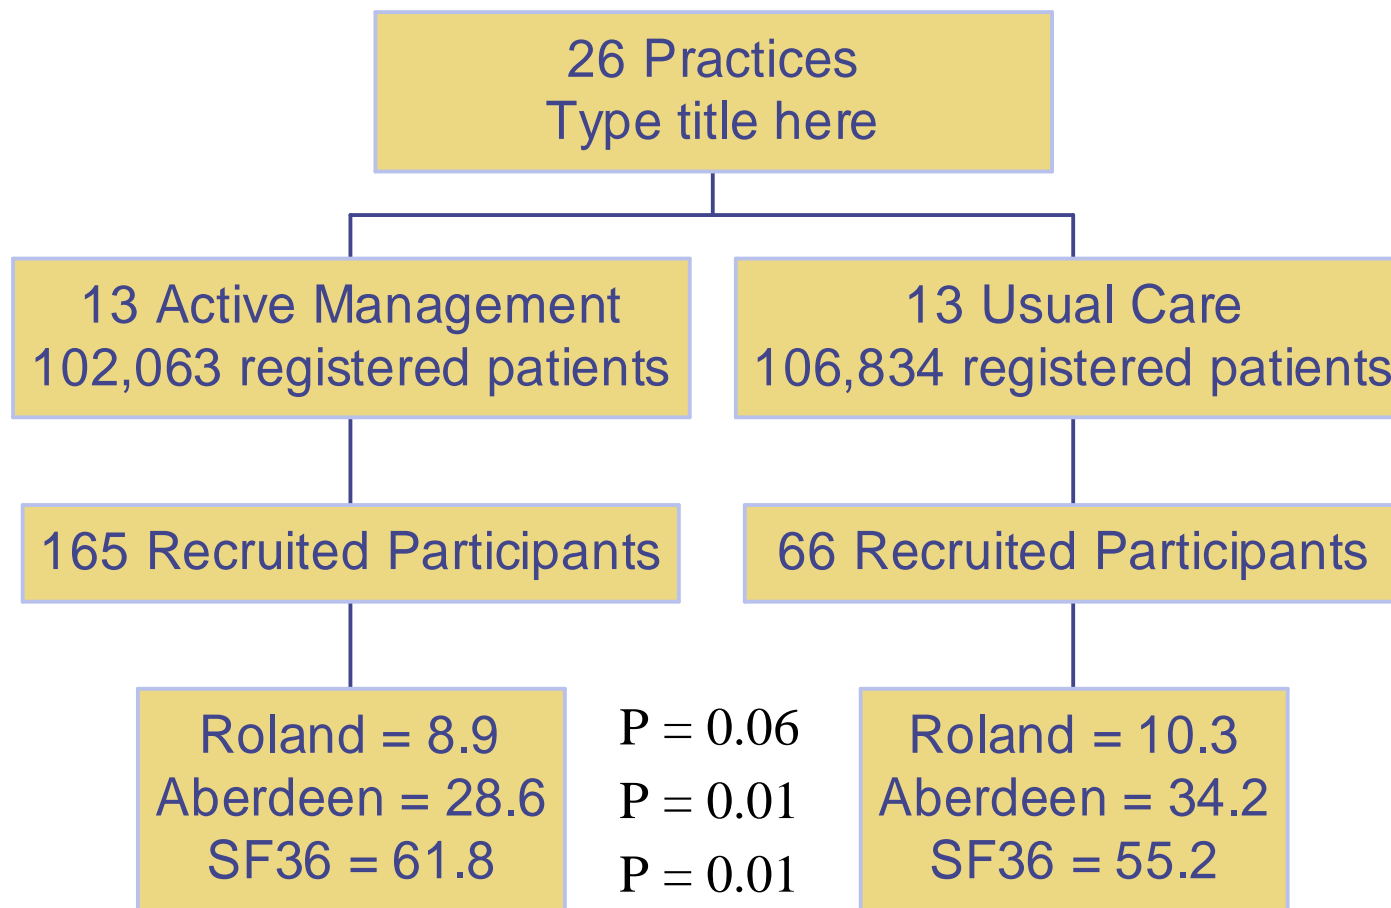 26 Practices
Type title here
13 Active Management
102,063 registered patients
13 Usual Care
106,834 registered patients
165 Recruited Participants
66 Recruited Participants
Roland = 8.9
Aberdeen = 28.6
SF36 = 61.8
P = 0.06
P = 0.01
P = 0.01
Roland = 10.3
Aberdeen = 34.2
SF36 = 55.2